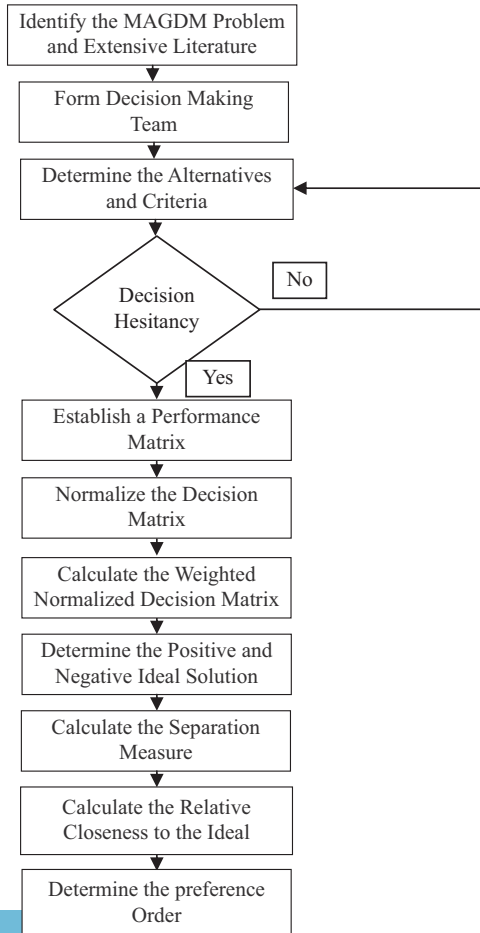 Identify the MAGDM Problem
and Extensive Literature
Form Decision Making
Team
Determine the Alternatives
and Criteria
Decision
Hesitancy
No
Yes
Establish a Performance
Matrix
Normalize the Decision
Matrix
Calculate the Weighted
Normalized Decision Matrix
Determine the Positive and
Negative Ideal Solution
Calculate the Separation
Measure
Calculate the Relative
Closeness to the Ideal
Determine the preference
Order